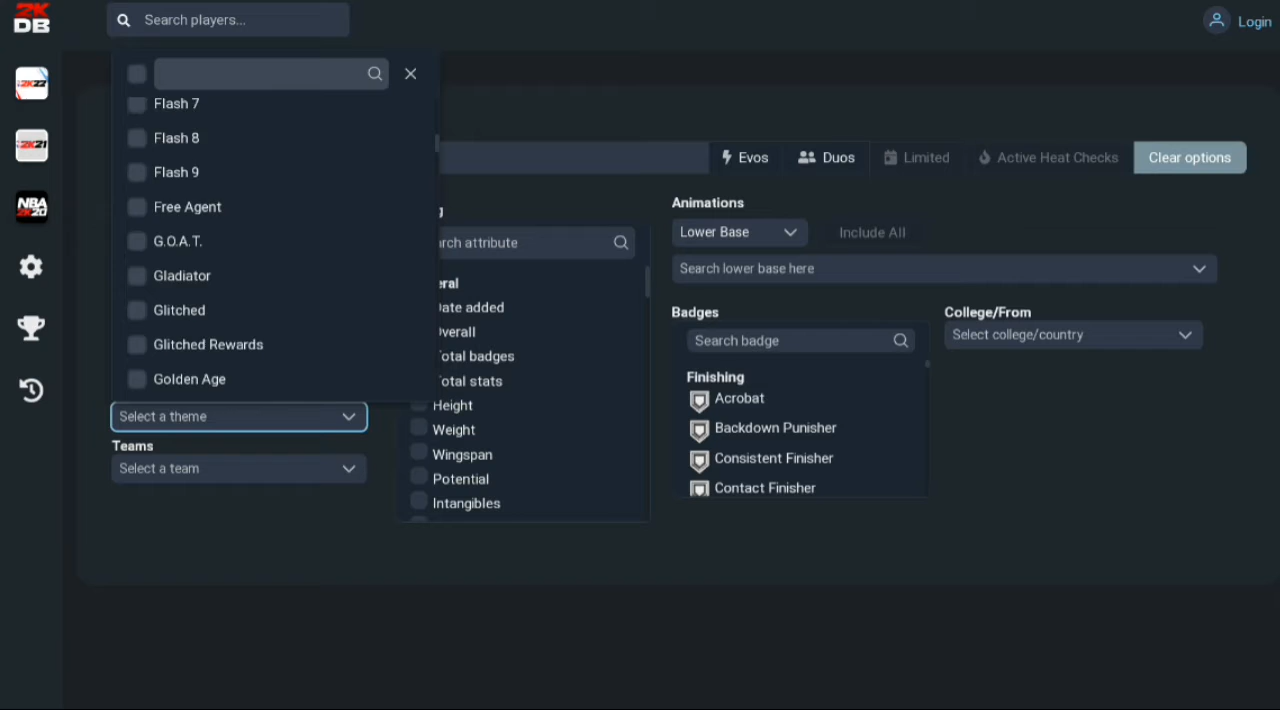 2K
DB
Search players...
Login
2K22
2K21
NBA
2K20
Flash 7
Flash 8
Flash 9
Free Agent
G.O.A.T.
Gladiator
Glitched
Glitched Rewards
Golden Age
Select a theme
Teams
Select a team
Evos
Duos
Limited
Active Heat Checks
Clear options
g
rch attribute
eral
Date added
Overall
Total badges
Total stats
Height
Weight
Wingspan
Potential
Intangibles
Animations
Lower Base
Include All
Search lower base here
Badges
Search badge
Finishing
Acrobat
Backdown Punisher
Consistent Finisher
Contact Finisher
College/From
Select college/country